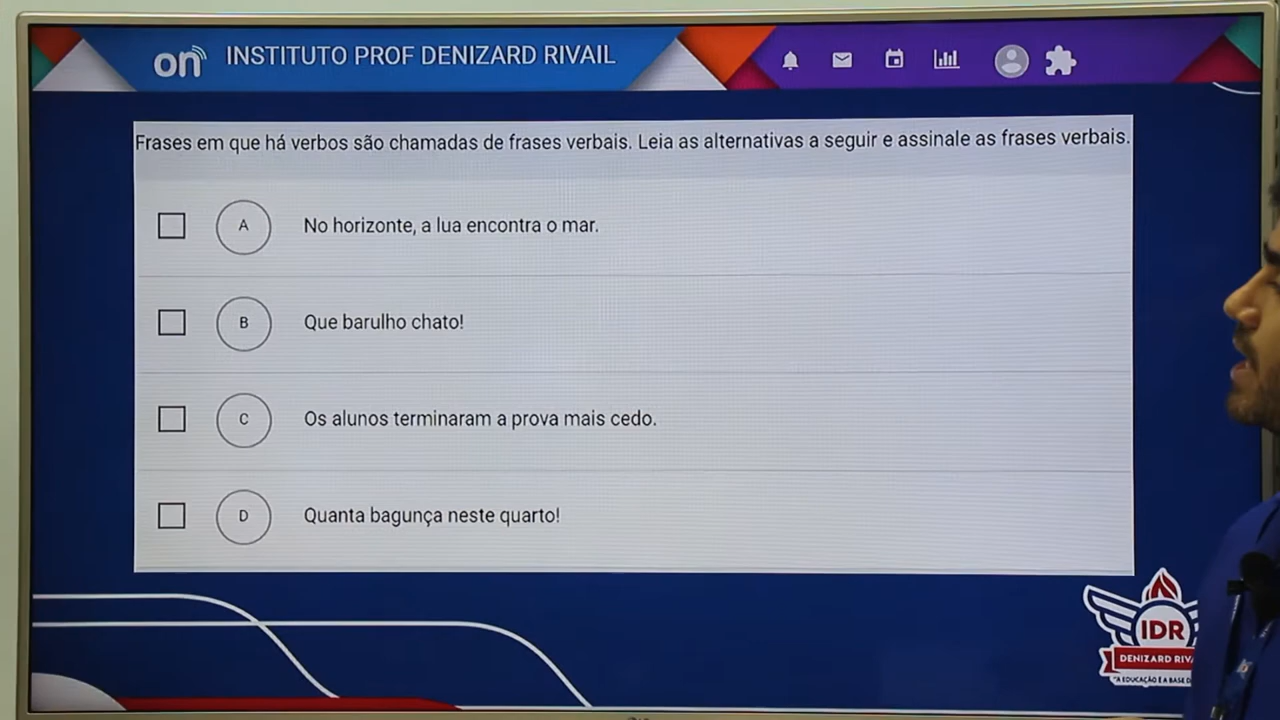 on INSTITUTO PROF DENIZARD RIVAIL
Frases em que há verbos são chamadas de frases verbais. Leia as alternativas a seguir e assinale as frases verbais.
A No horizonte, a lua encontra o mar.
B Que barulho chato!
C Os alunos terminaram a prova mais cedo.
D Quanta bagunça neste quarto!
IDR
DENIZARD
"A EDUCAÇÃO É A BASE